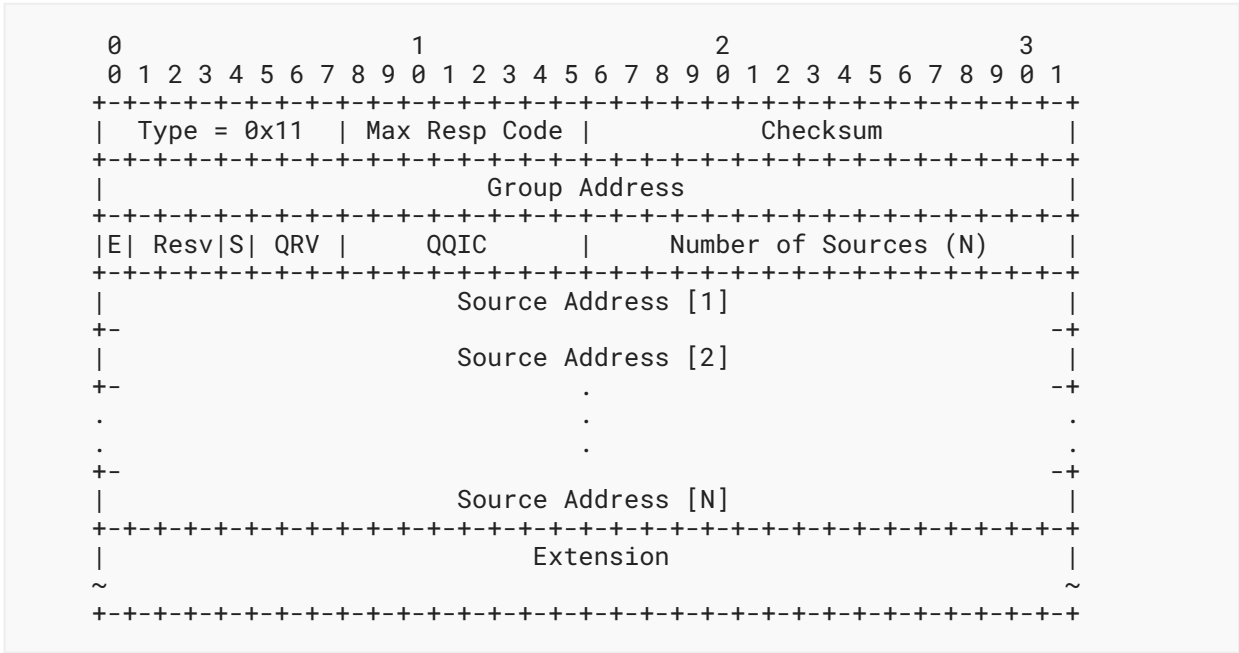 0                   1                   2                   3
 0 1 2 3 4 5 6 7 8 9 0 1 2 3 4 5 6 7 8 9 0 1 2 3 4 5 6 7 8 9 0 1
+-+-+-+-+-+-+-+-+-+-+-+-+-+-+-+-+-+-+-+-+-+-+-+-+-+-+-+-+-+-+-+-+
|  Type = 0x11  | Max Resp Code |           Checksum            |
+-+-+-+-+-+-+-+-+-+-+-+-+-+-+-+-+-+-+-+-+-+-+-+-+-+-+-+-+-+-+-+-+
|                         Group Address                         |
+-+-+-+-+-+-+-+-+-+-+-+-+-+-+-+-+-+-+-+-+-+-+-+-+-+-+-+-+-+-+-+-+
|E| Resv|S| QRV |     QQIC      |     Number of Sources (N)     |
+-+-+-+-+-+-+-+-+-+-+-+-+-+-+-+-+-+-+-+-+-+-+-+-+-+-+-+-+-+-+-+-+
|                       Source Address [1]                      |
+-                                                             -+
|                       Source Address [2]                      |
+-                              .                              -+
.                               .                               .
.                               .                               .
+-                                                             -+
|                       Source Address [N]                      |
+-+-+-+-+-+-+-+-+-+-+-+-+-+-+-+-+-+-+-+-+-+-+-+-+-+-+-+-+-+-+-+-+
|                            Extension                          |
~                                                               ~
+-+-+-+-+-+-+-+-+-+-+-+-+-+-+-+-+-+-+-+-+-+-+-+-+-+-+-+-+-+-+-+-+